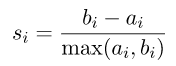 s_i = \frac{b_i - a_i}{\max(a_i, b_i)}